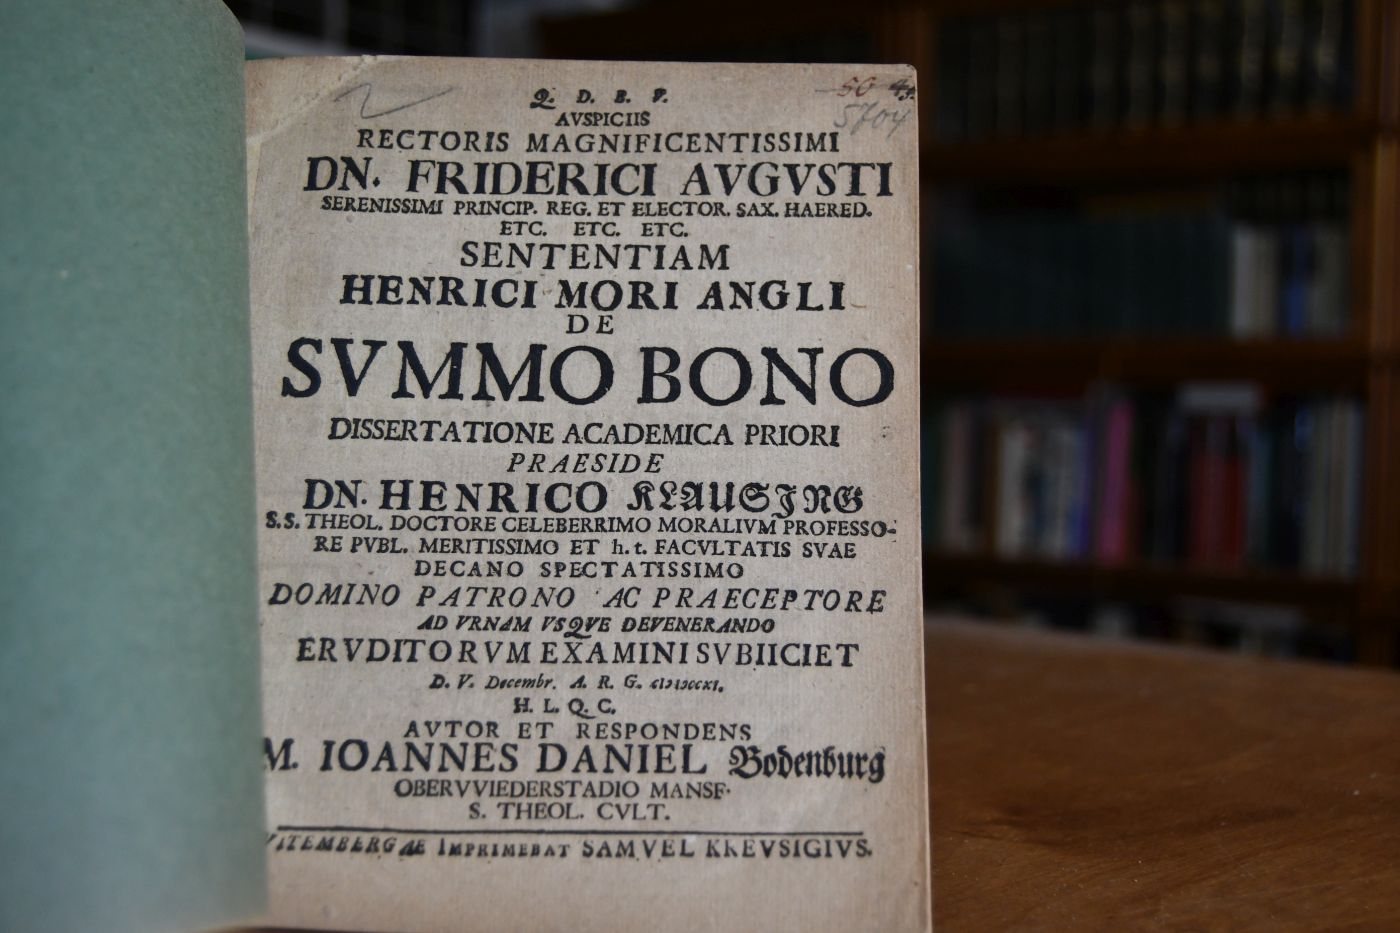 Q. D. B. V.
AVSPICIIS
RECTORIS MAGNIFICENTISSIMI
DN. FRIDERICI AVGVSTI
SERENISSIMI PRINCIP. REG. ET ELECTOR. SAX. HAERED.
ETC. ETC. ETC.
SENTENTIAM
HENRICI MORI ANGLI
DE
SVMMO BONO
DISSERTATIONE ACADEMICA PRIORI
PRAESIDE
DN. HENRICO KLAUSING
S.S. THEOL. DOCTORE CELEBERRIMO MORALIVM PROFESSO-
RE PVBL. MERITISSIMO ET h. t. FACVLTATIS SVAE
DECANO SPECTATISSIMO
DOMINO PATRONO AC PRAECEPTORE
AD VRNAM VSQVE DEVENERANDO
ERVDITORVM EXAMINI SVBIICIET
D. V. Decembr. A. R. G. cIɔIɔccxI.
H. L. Q. C.
AVTOR ET RESPONDENS
M. IOANNES DANIEL Bodenburg
OBERVVIEDERSTADIO MANSF.
S. THEOL. CVLT.
VITEMBERGAE IMPRIMEBAT SAMVEL KREVSIGIVS.
50
5704